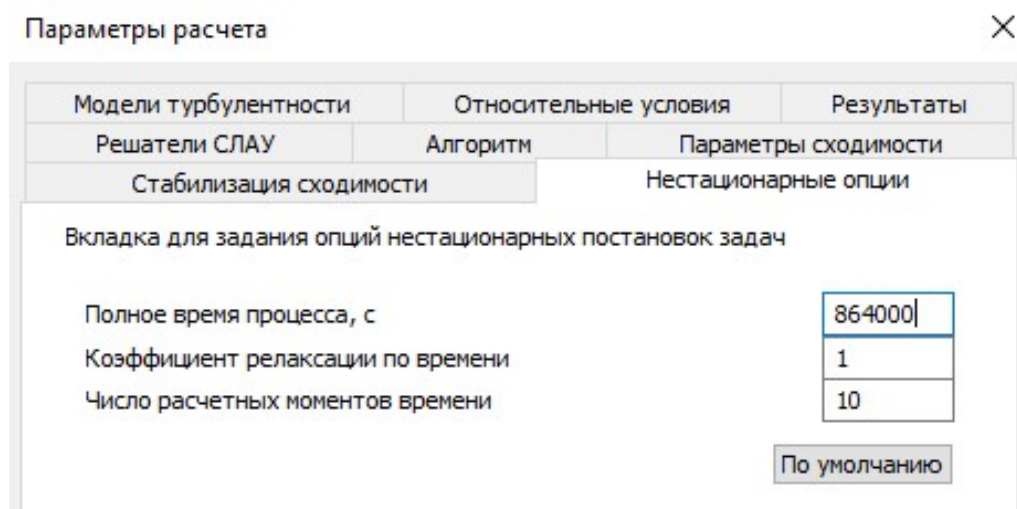 Параметры расчета
Модели турбулентности Относительные условия Результаты
Решатели СЛАУ Алгоритм Параметры сходимости
Стабилизация сходимости Нестационарные опции
Вкладка для задания опций нестационарных постановок задач
Полное время процесса, с 864000
Коэффициент релаксации по времени 1
Число расчетных моментов времени 10
По умолчанию